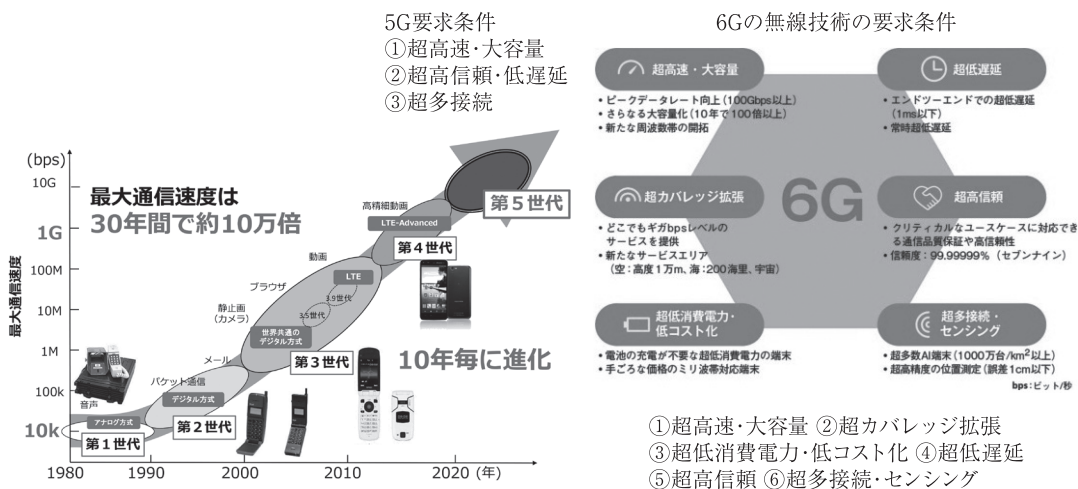 5G要求条件
①超高速･大容量
②超高信頼･低遅延
③超多接続
(bps)
10G
1G
100M
10M
1M
100k
10k
最大通信速度
最大通信速度は
30年間で約10万倍
高精細動画
LTE-Advanced
第5世代
第4世代
動画
LTE
ブラウザ
3.9世代
静止画
(カメラ)
3.5世代
世界共通の
デジタル方式
第3世代
10年毎に進化
メール
パケット通信
デジタル方式
第2世代
音声
アナログ方式
第1世代
1980
1990
2000
2010
2020
(年)
6Gの無線技術の要求条件
超高速・大容量
• ピークデータレート向上(100Gbps以上)
• さらなる大容量化(10年で100倍以上)
• 新たな周波数帯の開拓
超低遅延
• エンドツーエンドでの超低遅延
(1ms以下)
• 常時超低遅延
6G
超カバレッジ拡張
• どこでもギガbpsレベルの
サービスを提供
• 新たなサービスエリア
(空:高度1万m、海:200海里、宇宙)
超高信頼
• クリティカルなユースケースに対応でき
る通信品質保証や高信頼性
• 信頼度:99.99999% (セブンナイン)
超低消費電力・
低コスト化
• 電池の充電が不要な超低消費電力の端末
• 手ごろな価格のミリ波帯対応端末
超多接続・
センシング
• 超多数AI端末(1000万台/km²以上)
• 超高精度の位置測定(誤差1cm以下)
bps:ビット/秒
①超高速･大容量 ②超カバレッジ拡張
③超低消費電力･低コスト化 ④超低遅延
⑤超高信頼 ⑥超多接続･センシング